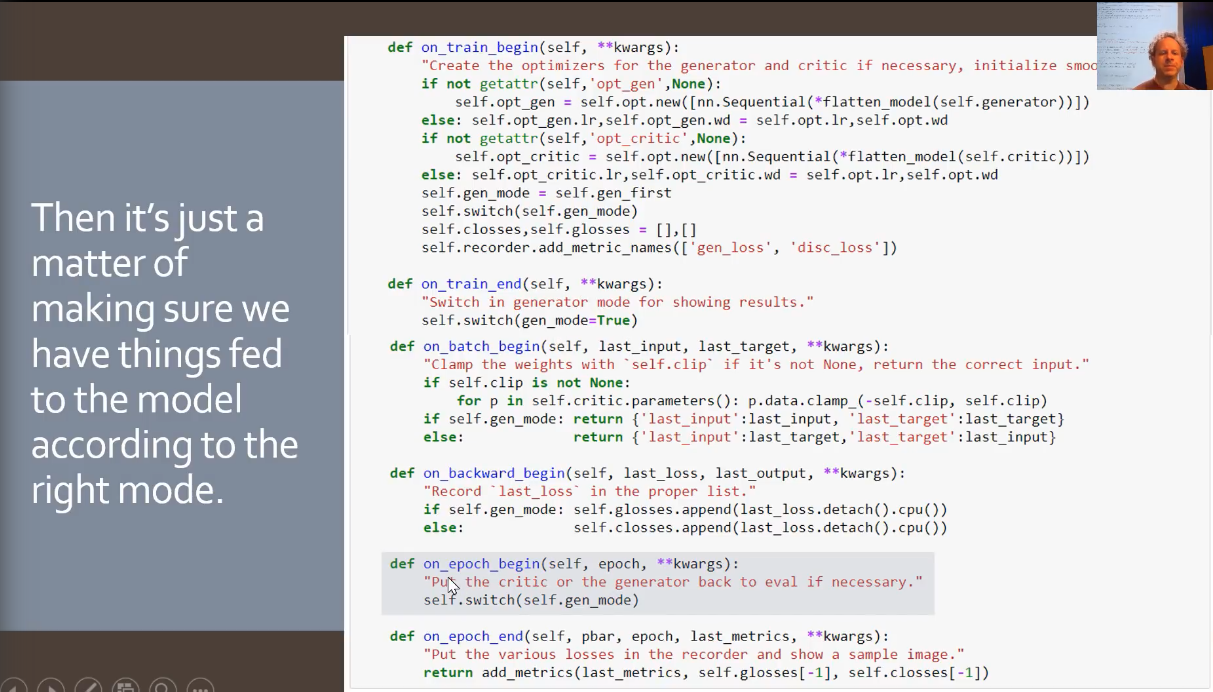 Then it's just a
matter of
making sure we
have things fed
to the model
according to the
right mode.
def on_train_begin(self, **kwargs):
"Create the optimizers for the generator and critic if necessary, initialize smoo
if not getattr(self,'opt_gen',None):
self.opt_gen = self.opt.new([nn.Sequential(*flatten_model(self.generator))])
else: self.opt_gen.lr,self.opt_gen.wd = self.opt.lr,self.opt.wd
if not getattr(self,'opt_critic',None):
self.opt_critic = self.opt.new([nn.Sequential(*flatten_model(self.critic))])
else: self.opt_critic.lr,self.opt_critic.wd = self.opt.lr,self.opt.wd
self.gen_mode = self.gen_first
self.switch(self.gen_mode)
self.closses,self.glosses = [],[]
self.recorder.add_metric_names(['gen_loss', 'disc_loss'])
def on_train_end(self, **kwargs):
"Switch in generator mode for showing results."
self.switch(gen_mode=True)
def on_batch_begin(self, last_input, last_target, **kwargs):
"Clamp the weights with `self.clip` if it's not None, return the correct input."
if self.clip is not None:
for p in self.critic.parameters(): p.data.clamp_(-self.clip, self.clip)
if self.gen_mode: return {'last_input':last_input, 'last_target':last_target}
else: return {'last_input':last_target,'last_target':last_input}
def on_backward_begin(self, last_loss, last_output, **kwargs):
"Record `last_loss` in the proper list."
if self.gen_mode: self.glosses.append(last_loss.detach().cpu())
else: self.closses.append(last_loss.detach().cpu())
def on_epoch_begin(self, epoch, **kwargs):
"Put the critic or the generator back to eval if necessary."
self.switch(self.gen_mode)
def on_epoch_end(self, pbar, epoch, last_metrics, **kwargs):
"Put the various losses in the recorder and show a sample image."
return add_metrics(last_metrics, self.glosses[-1], self.closses[-1])